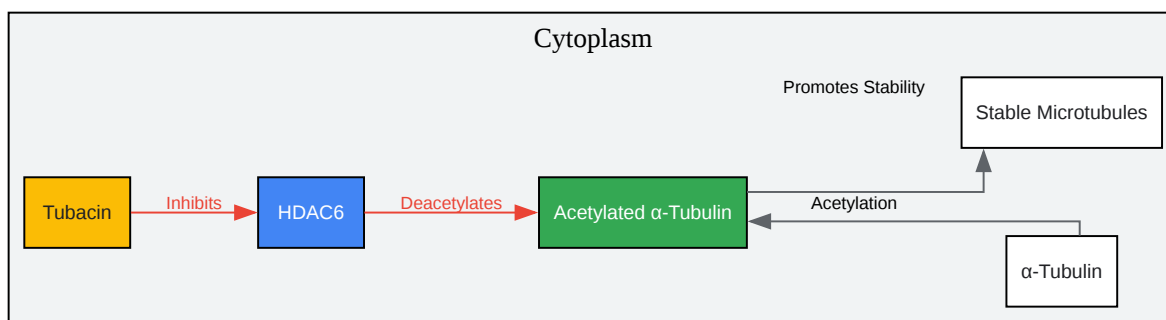 Cytoplasm
Promotes Stability
Stable Microtubules
Tubacin
Inhibits
HDAC6
Deacetylates
Acetylated α-Tubulin
Acetylation
α-Tubulin